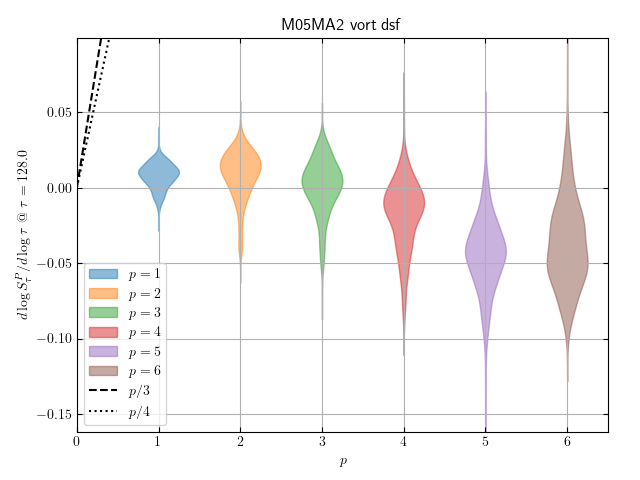 M05MA2 vort dsf
d log S_τ^p / d log τ @ τ = 128.0
0.05
0.00
−0.05
−0.10
−0.15
p = 1
p = 2
p = 3
p = 4
p = 5
p = 6
p/3
p/4
0 1 2 3 4 5 6
p